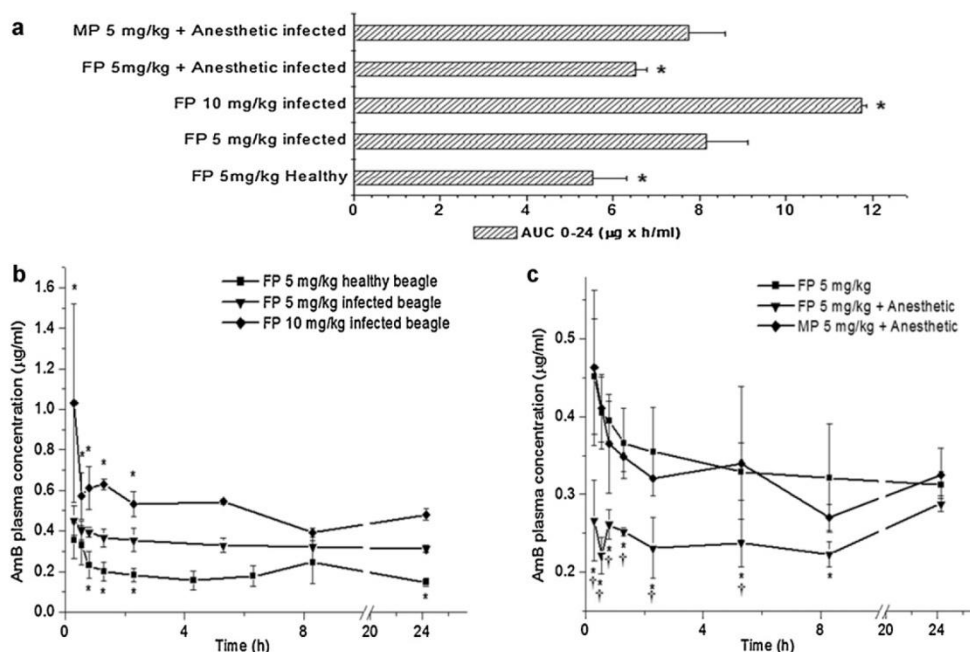 a
MP 5 mg/kg + Anesthetic infected
FP 5mg/kg + Anesthetic infected
*
FP 10 mg/kg infected
*
FP 5 mg/kg infected
FP 5mg/kg Healthy
*
0 2 4 6 8 10 12
AUC 0-24 (µg x h/ml)
b
FP 5 mg/kg healthy beagle
FP 5 mg/kg infected beagle
FP 10 mg/kg infected beagle
AmB plasma concentration (µg/ml)
1.6
1.4
1.2
1.0
0.8
0.6
0.4
0.2
0.0
* * * * *
* * * *
0 4 8 20 24
Time (h)
c
FP 5 mg/kg
FP 5 mg/kg + Anesthetic
MP 5 mg/kg + Anesthetic
AmB plasma concentration (µg/ml)
0.5
0.4
0.3
0.2
* * * * * * *
† † † † † †
0 4 8 20 24
Time (h)